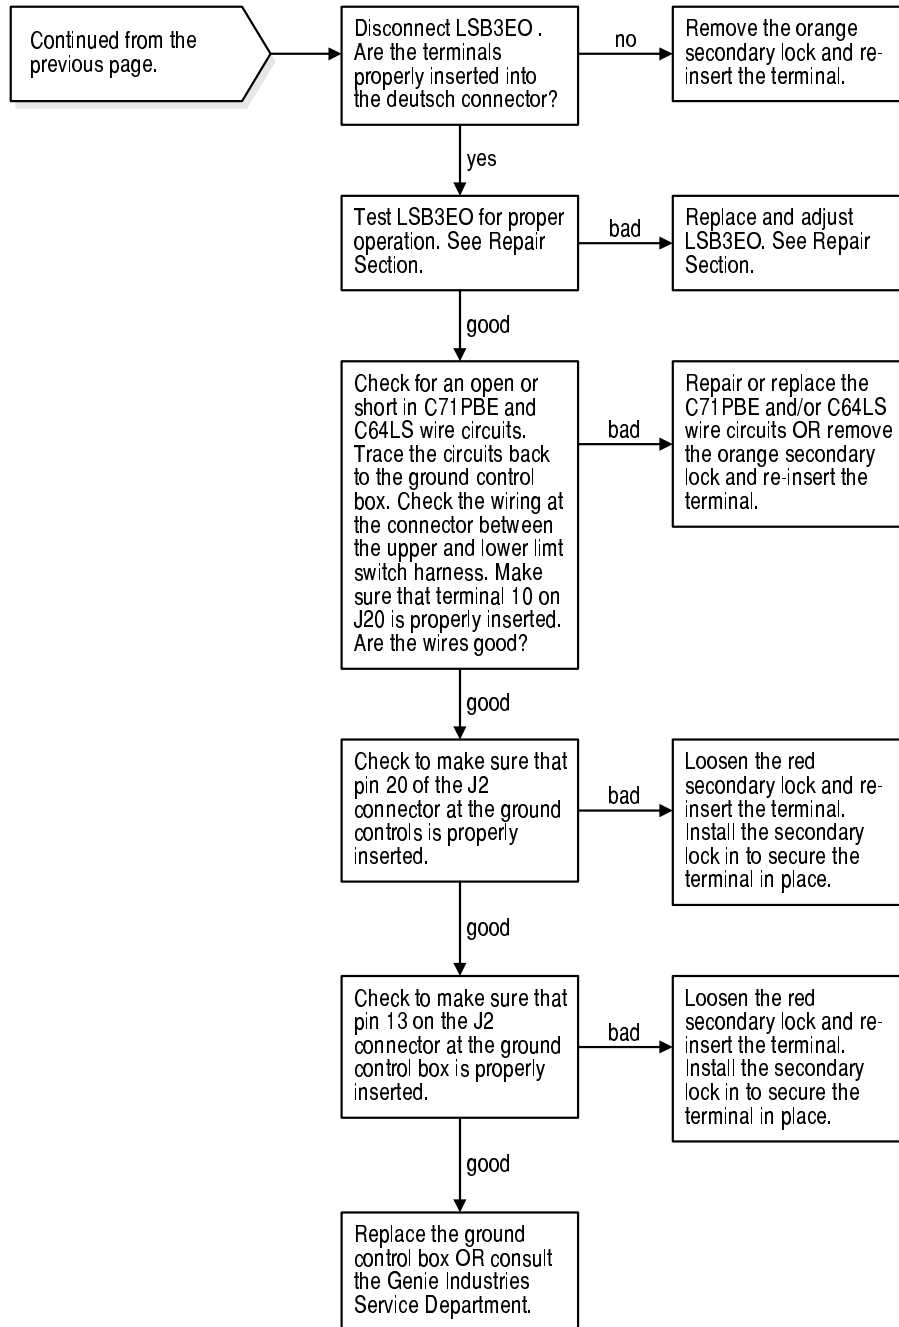 Continued from the
previous page.
Disconnect LSB3EO .
Are the terminals
properly inserted into
the deutsch connector?
no
Remove the orange
secondary lock and re-
insert the terminal.
yes
Test LSB3EO for proper
operation. See Repair
Section.
bad
Replace and adjust
LSB3EO. See Repair
Section.
good
Check for an open or
short in C71PBE and
C64LS wire circuits.
Trace the circuits back
to the ground control
box. Check the wiring at
the connector between
the upper and lower limt
switch harness. Make
sure that terminal 10 on
J20 is properly inserted.
Are the wires good?
bad
Repair or replace the
C71PBE and/or C64LS
wire circuits OR remove
the orange secondary
lock and re-insert the
terminal.
good
Check to make sure that
pin 20 of the J2
connector at the ground
controls is properly
inserted.
bad
Loosen the red
secondary lock and re-
insert the terminal.
Install the secondary
lock in to secure the
terminal in place.
good
Check to make sure that
pin 13 on the J2
connector at the ground
control box is properly
inserted.
bad
Loosen the red
secondary lock and re-
insert the terminal.
Install the secondary
lock in to secure the
terminal in place.
good
Replace the ground
control box OR consult
the Genie Industries
Service Department.